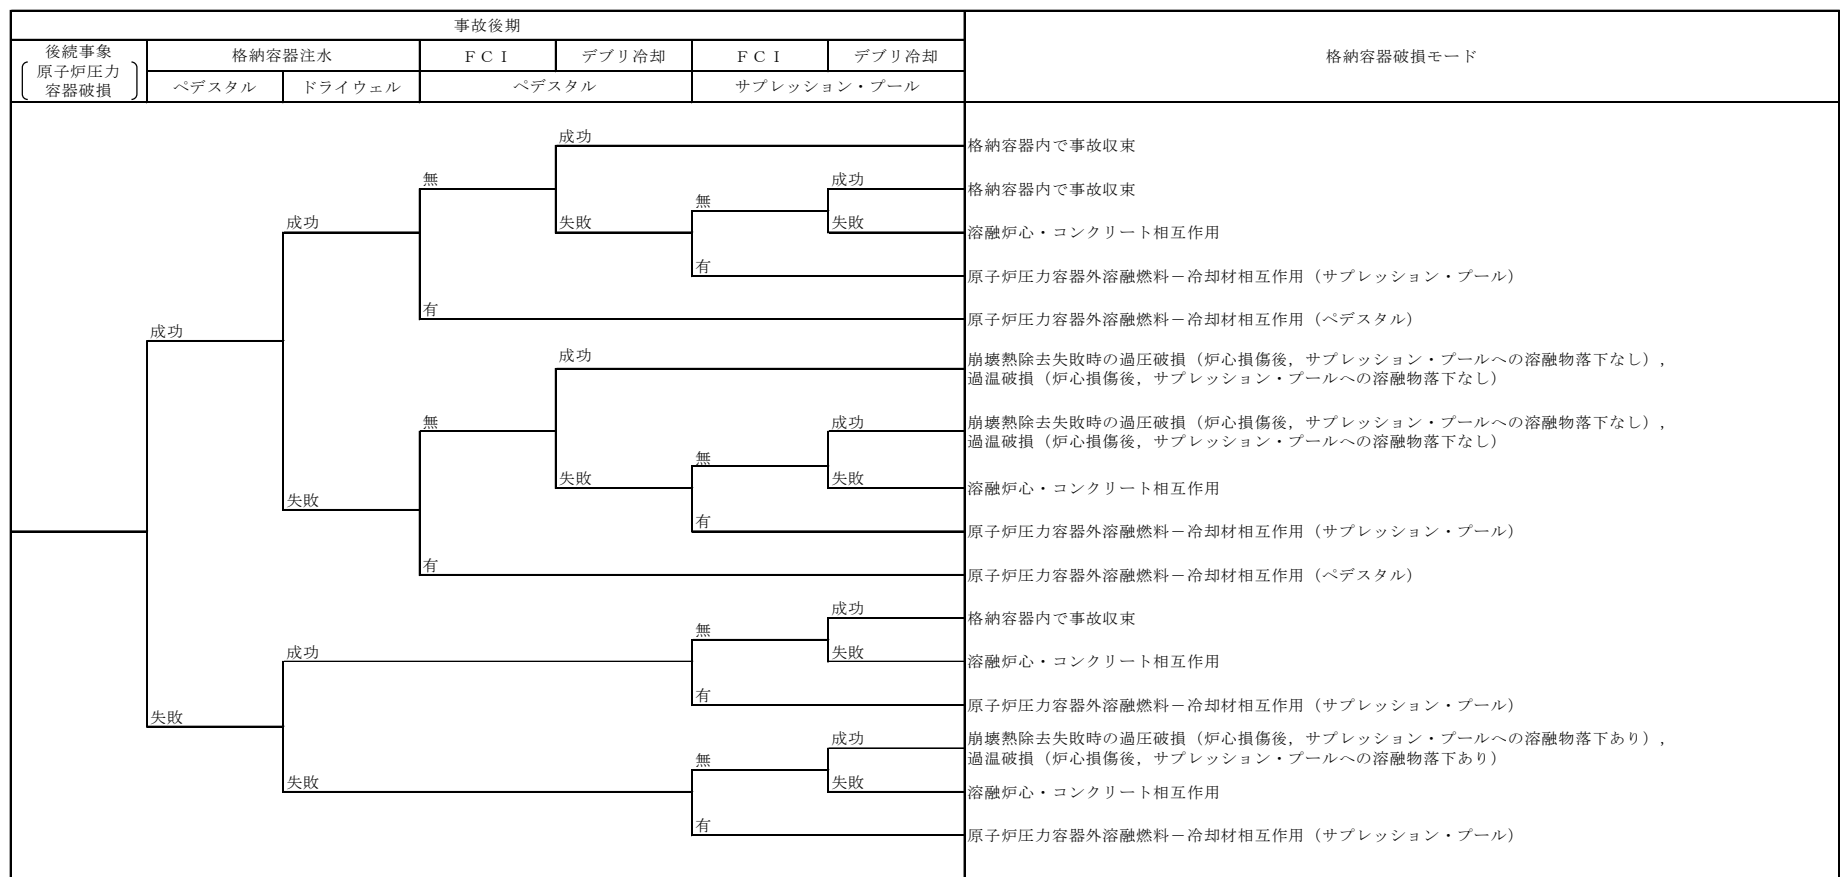 事故後期
後続事象
原子炉圧力
容器破損
格納容器注水
ＦＣＩ
デブリ冷却
ＦＣＩ
デブリ冷却
格納容器破損モード
ペデスタル
ドライウェル
ペデスタル
サプレッション・プール
成功
格納容器内で事故収束
無
成功
格納容器内で事故収束
無
成功
失敗
失敗
溶融炉心・コンクリート相互作用
有
原子炉圧力容器外溶融燃料－冷却材相互作用（サプレッション・プール）
有
原子炉圧力容器外溶融燃料－冷却材相互作用（ペデスタル）
成功
成功
崩壊熱除去失敗時の過圧破損（炉心損傷後，サプレッション・プールへの溶融物落下なし），
過温破損（炉心損傷後，サプレッション・プールへの溶融物落下なし）
無
成功
崩壊熱除去失敗時の過圧破損（炉心損傷後，サプレッション・プールへの溶融物落下なし），
過温破損（炉心損傷後，サプレッション・プールへの溶融物落下なし）
無
失敗
失敗
溶融炉心・コンクリート相互作用
失敗
有
原子炉圧力容器外溶融燃料－冷却材相互作用（サプレッション・プール）
有
原子炉圧力容器外溶融燃料－冷却材相互作用（ペデスタル）
成功
格納容器内で事故収束
無
成功
失敗
溶融炉心・コンクリート相互作用
有
原子炉圧力容器外溶融燃料－冷却材相互作用（サプレッション・プール）
失敗
成功
崩壊熱除去失敗時の過圧破損（炉心損傷後，サプレッション・プールへの溶融物落下あり），
過温破損（炉心損傷後，サプレッション・プールへの溶融物落下あり）
無
失敗
失敗
溶融炉心・コンクリート相互作用
有
原子炉圧力容器外溶融燃料－冷却材相互作用（サプレッション・プール）